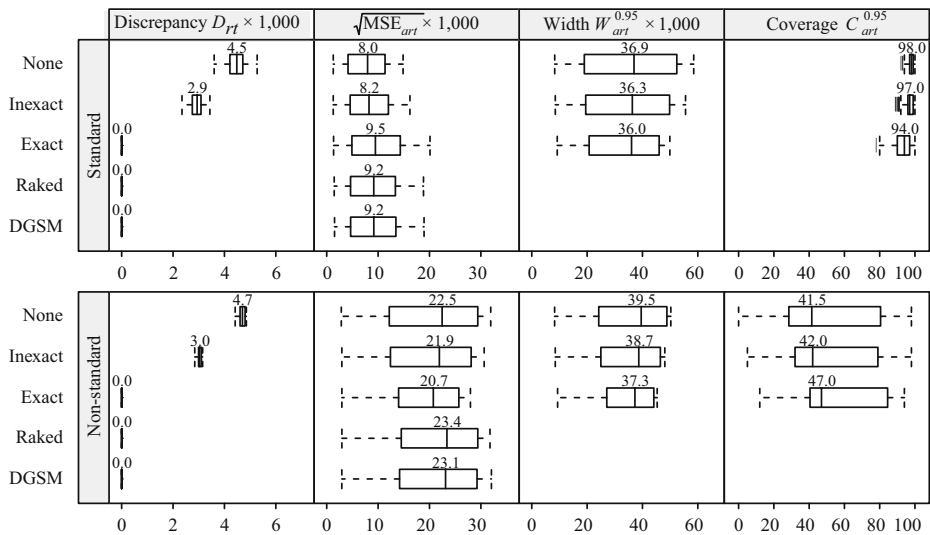 Discrepancy D_rt × 1,000 √MSE_art × 1,000 Width W_art^0.95 × 1,000 Coverage C_art^0.95
Standard
None 4.5 8.0 36.9 98.0
Inexact 2.9 8.2 36.3 97.0
Exact 0.0 9.5 36.0 94.0
Raked 0.0 9.2
DGSM 0.0 9.2
0 2 4 6 0 10 20 30 0 20 40 60 0 20 40 60 80 100
Non-standard
None 4.7 22.5 39.5 41.5
Inexact 3.0 21.9 38.7 42.0
Exact 0.0 20.7 37.3 47.0
Raked 0.0 23.4
DGSM 0.0 23.1
0 2 4 6 0 10 20 30 0 20 40 60 0 20 40 60 80 100